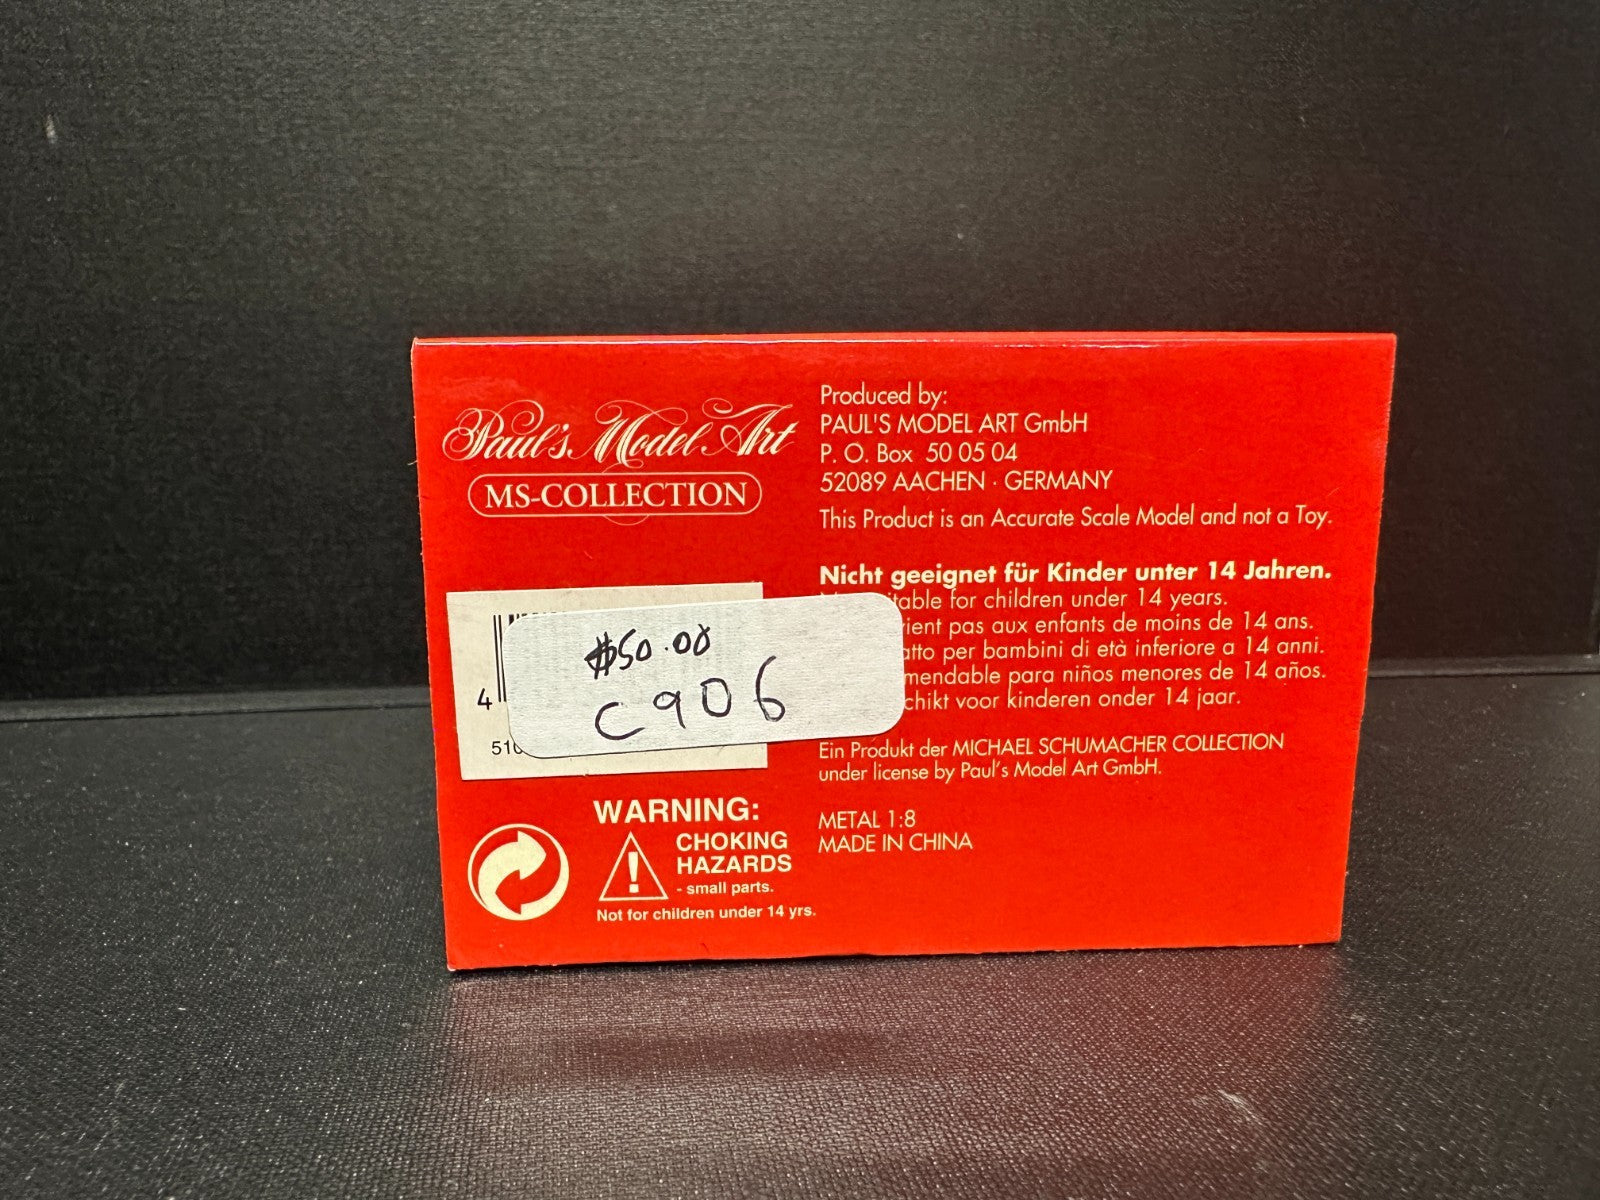 Paul's Model Art
MS-COLLECTION
4
510
$50.00
C906
WARNING:
CHOKING
HAZARDS
- small parts.
Not for children under 14 yrs.
Produced by:
PAUL'S MODEL ART GmbH
P. O. Box 50 05 04
52089 AACHEN · GERMANY
This Product is an Accurate Scale Model and not a Toy.
Nicht geeignet für Kinder unter 14 Jahren.
for children under 14 years.
pas aux enfants de moins de 14 ans.
per bambini di età inferiore a 14 anni.
para niños menores de 14 años.
voor kinderen onder 14 jaar.
Ein Produkt der MICHAEL SCHUMACHER COLLECTION
under license by Paul's Model Art GmbH.
METAL 1:8
MADE IN CHINA